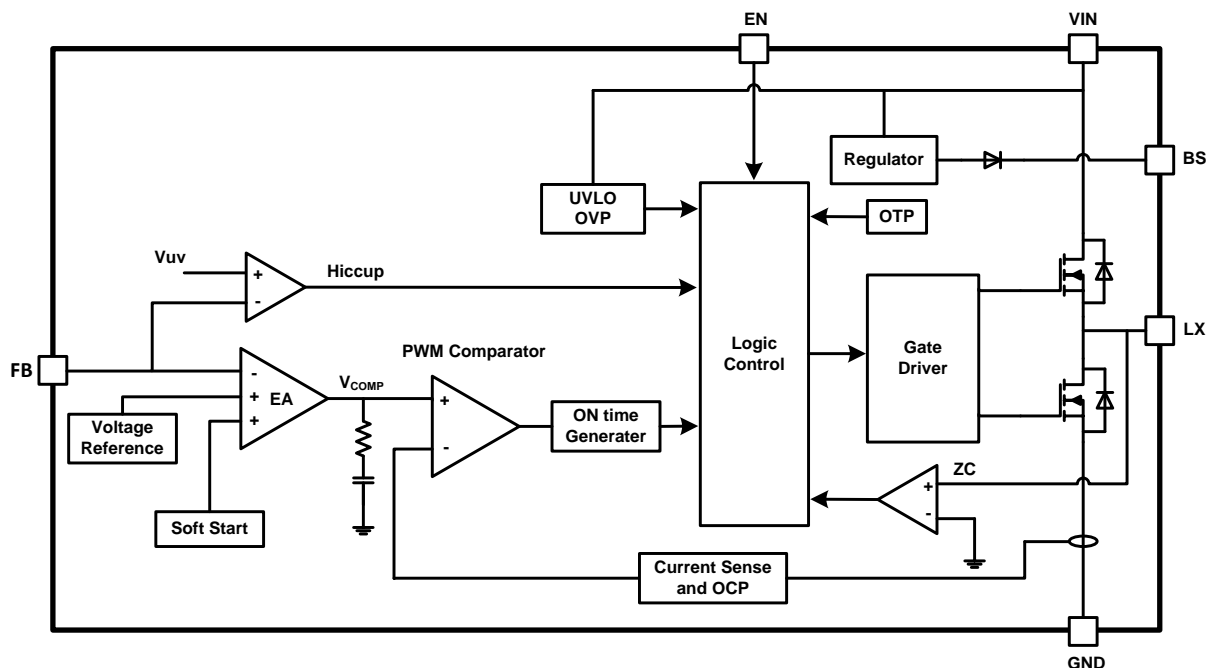 EN
VIN
Regulator
BS
UVLO
OVP
OTP
Vuv
+
-
Hiccup
LX
PWM Comparator
Logic
Control
Gate
Driver
FB
-
+
+
EA
VCOMP
+
-
ON time
Generater
Voltage
Reference
ZC
+
-
Soft Start
Current Sense
and OCP
GND